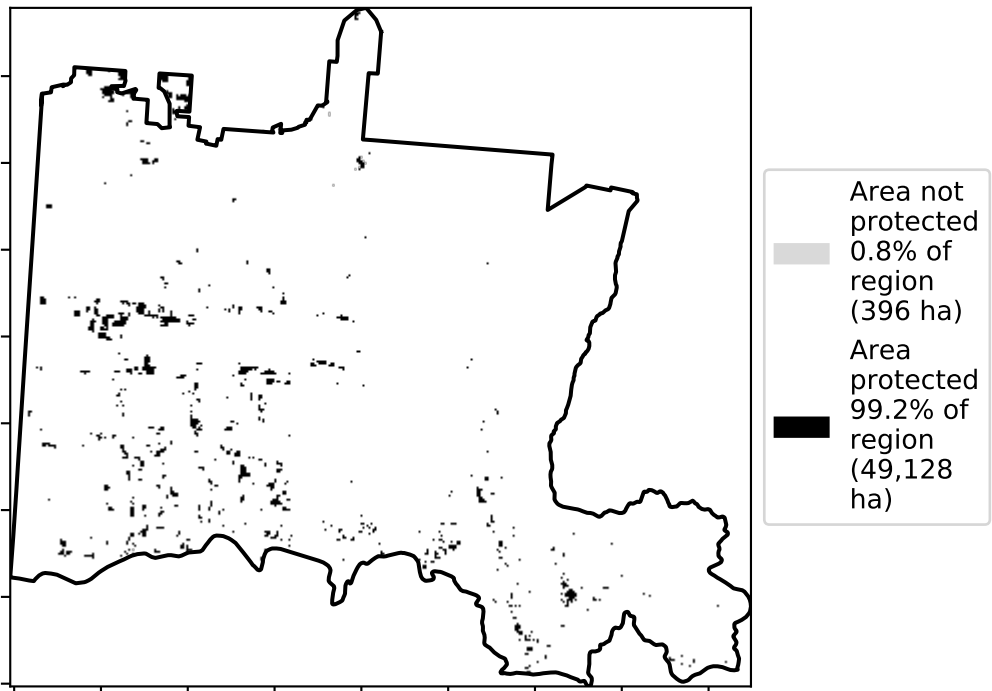 Area not
protected
0.8% of
region
(396 ha)
Area
protected
99.2% of
region
(49,128
ha)